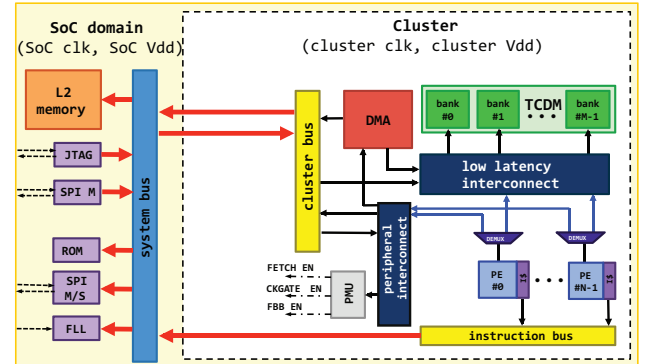 SoC domain
(SoC clk, SoC Vdd)
Cluster
(cluster clk, cluster Vdd)
L2
memory
JTAG
SPI M
ROM
SPI
M/S
FLL
system bus
cluster bus
DMA
TCDM
bank
#0
bank
#1
• • •
bank
#M-1
low latency
interconnect
peripheral
interconnect
DEMUX
DEMUX
PE
#0
I$
• • •
PE
#N-1
I$
FETCH EN
CKGATE EN
FBB EN
PMU
instruction bus